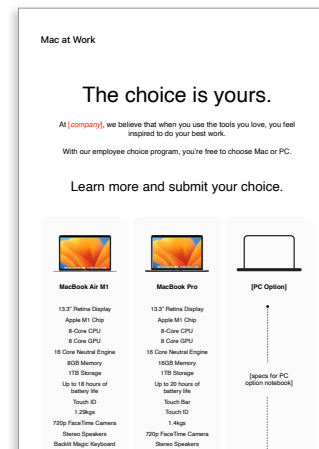 Mac at Work
The choice is yours.
At [company], we believe that when you use the tools you love, you feel
inspired to do your best work.
With our employee choice program, you're free to choose Mac or PC.
Learn more and submit your choice.
MacBook Air M1
13.3" Retina Display
Apple M1 Chip
8-Core CPU
8 Core GPU
16 Core Neutral Engine
8GB Memory
1TB Storage
Up to 18 hours of
battery life
Touch ID
1.29kgs
720p FaceTime Camera
Stereo Speakers
Backlit Magic Keyboard
MacBook Pro
13.3" Retina Display
Apple M1 Chip
8-Core CPU
8 Core GPU
16 Core Neutral Engine
16GB Memory
1TB Storage
Up to 20 hours of
battery life
Touch Bar
Touch ID
1.4kgs
720p FaceTime Camera
Stereo Speakers
[PC Option]
[specs for PC
option notebook]